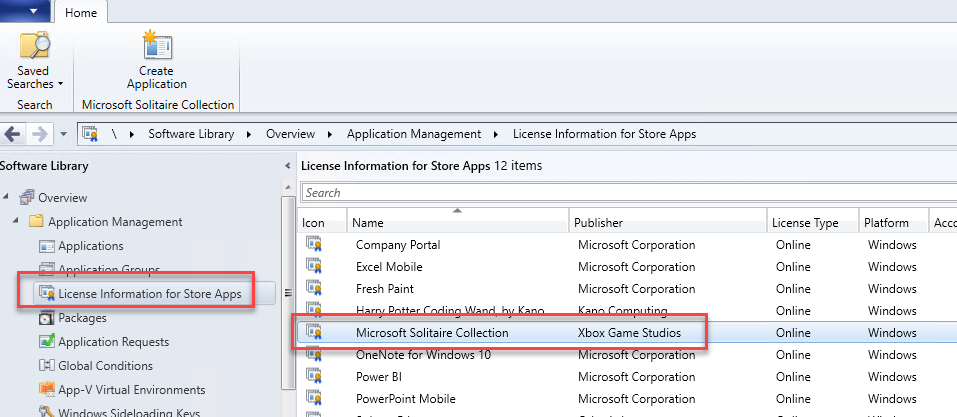 Home
Saved
Searches
Create
Application
Search
Microsoft Solitaire Collection
\ Software Library Overview Application Management License Information for Store Apps
Software Library
Overview
Application Management
Applications
Application Groups
License Information for Store Apps
Packages
Application Requests
Global Conditions
App-V Virtual Environments
Windows Sideloading Keys
License Information for Store Apps 12 items
Search
Icon Name Publisher License Type Platform Acco
Company Portal Microsoft Corporation Online Windows
Excel Mobile Microsoft Corporation Online Windows
Fresh Paint Microsoft Corporation Online Windows
Harry Potter Coding Wand, by Kano Kano Computing Online Windows
Microsoft Solitaire Collection Xbox Game Studios Online Windows
OneNote for Windows 10 Microsoft Corporation Online Windows
Power BI Microsoft Corporation Online Windows
PowerPoint Mobile Microsoft Corporation Online Windows